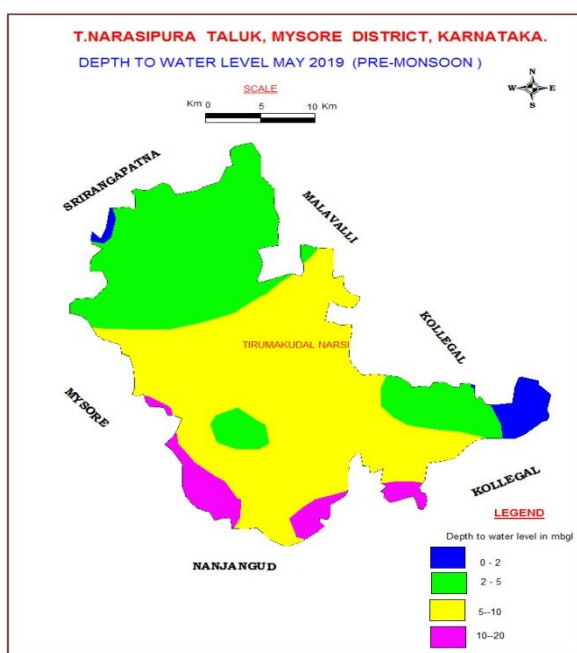 T.NARASIPURA TALUK, MYSORE DISTRICT, KARNATAKA.
DEPTH TO WATER LEVEL MAY 2019 (PRE-MONSOON )
SCALE
Km 0 5 10 Km
N
W E
S
SRIRANGAPATNA
MALAVALLI
TIRUMAKUDAL NARSI
KOLLEGAL
MYSORE
KOLLEGAL
NANJANGUD
LEGEND
Depth to water level in mbgl
0 - 2
2 - 5
5--10
10--20